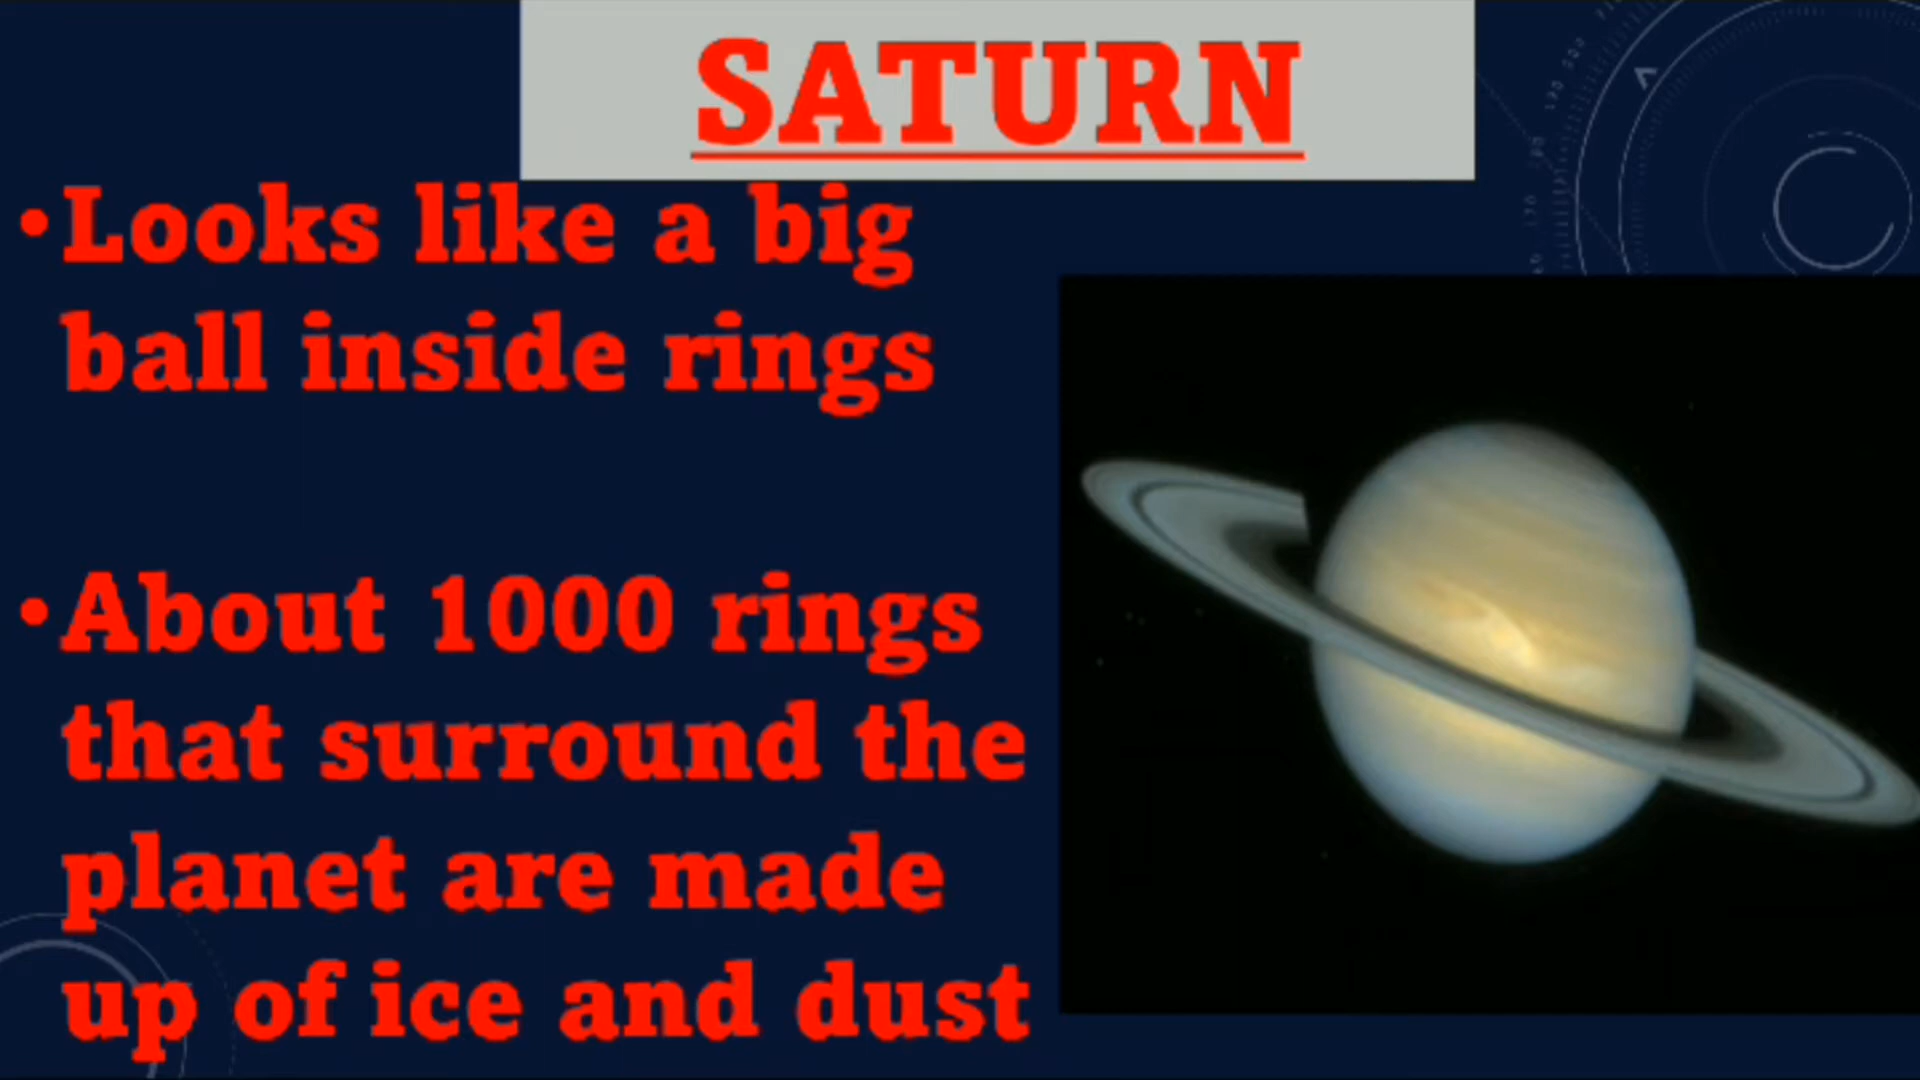 SATURN
•Looks like a big
ball inside rings
•About 1000 rings
that surround the
planet are made
up of ice and dust